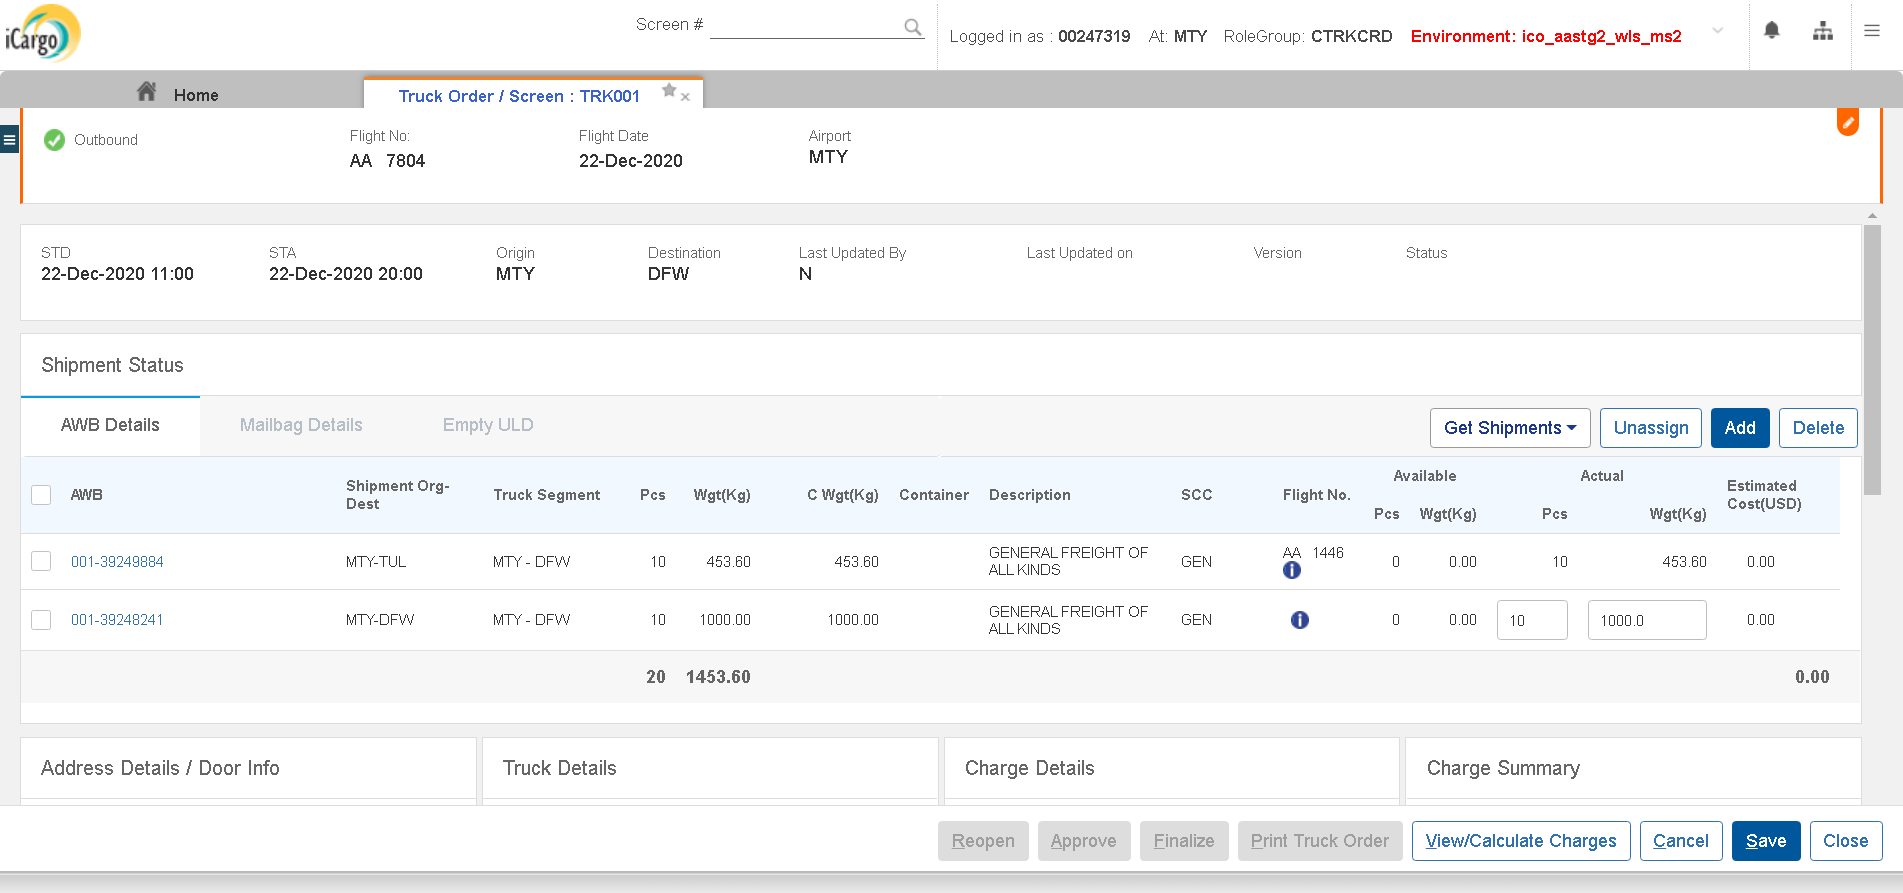 iCargo
Screen #
Logged in as : 00247319 At: MTY RoleGroup: CTRKCRD Environment: ico_aastg2_wls_ms2
Home
Truck Order / Screen : TRK001
Outbound
Flight No:
AA 7804
Flight Date
22-Dec-2020
Airport
MTY
STD
22-Dec-2020 11:00
STA
22-Dec-2020 20:00
Origin
MTY
Destination
DFW
Last Updated By
N
Last Updated on
Version
Status
Shipment Status
AWB Details
Mailbag Details
Empty ULD
Get Shipments
Unassign
Add
Delete
AWB
Shipment Org-
Dest
Truck Segment
Pcs
Wgt(Kg)
C Wgt(Kg)
Container
Description
SCC
Flight No.
Available
Pcs Wgt(Kg)
Actual
Pcs Wgt(Kg)
Estimated
Cost(USD)
001-39249884 MTY-TUL MTY - DFW 10 453.60 453.60
GENERAL FREIGHT OF
ALL KINDS
GEN
AA 1446
0 0.00 10 453.60 0.00
001-39248241 MTY-DFW MTY - DFW 10 1000.00 1000.00
GENERAL FREIGHT OF
ALL KINDS
GEN
0 0.00 10 1000.0 0.00
20 1453.60 0.00
Address Details / Door Info
Truck Details
Charge Details
Charge Summary
Reopen
Approve
Finalize
Print Truck Order
View/Calculate Charges
Cancel
Save
Close